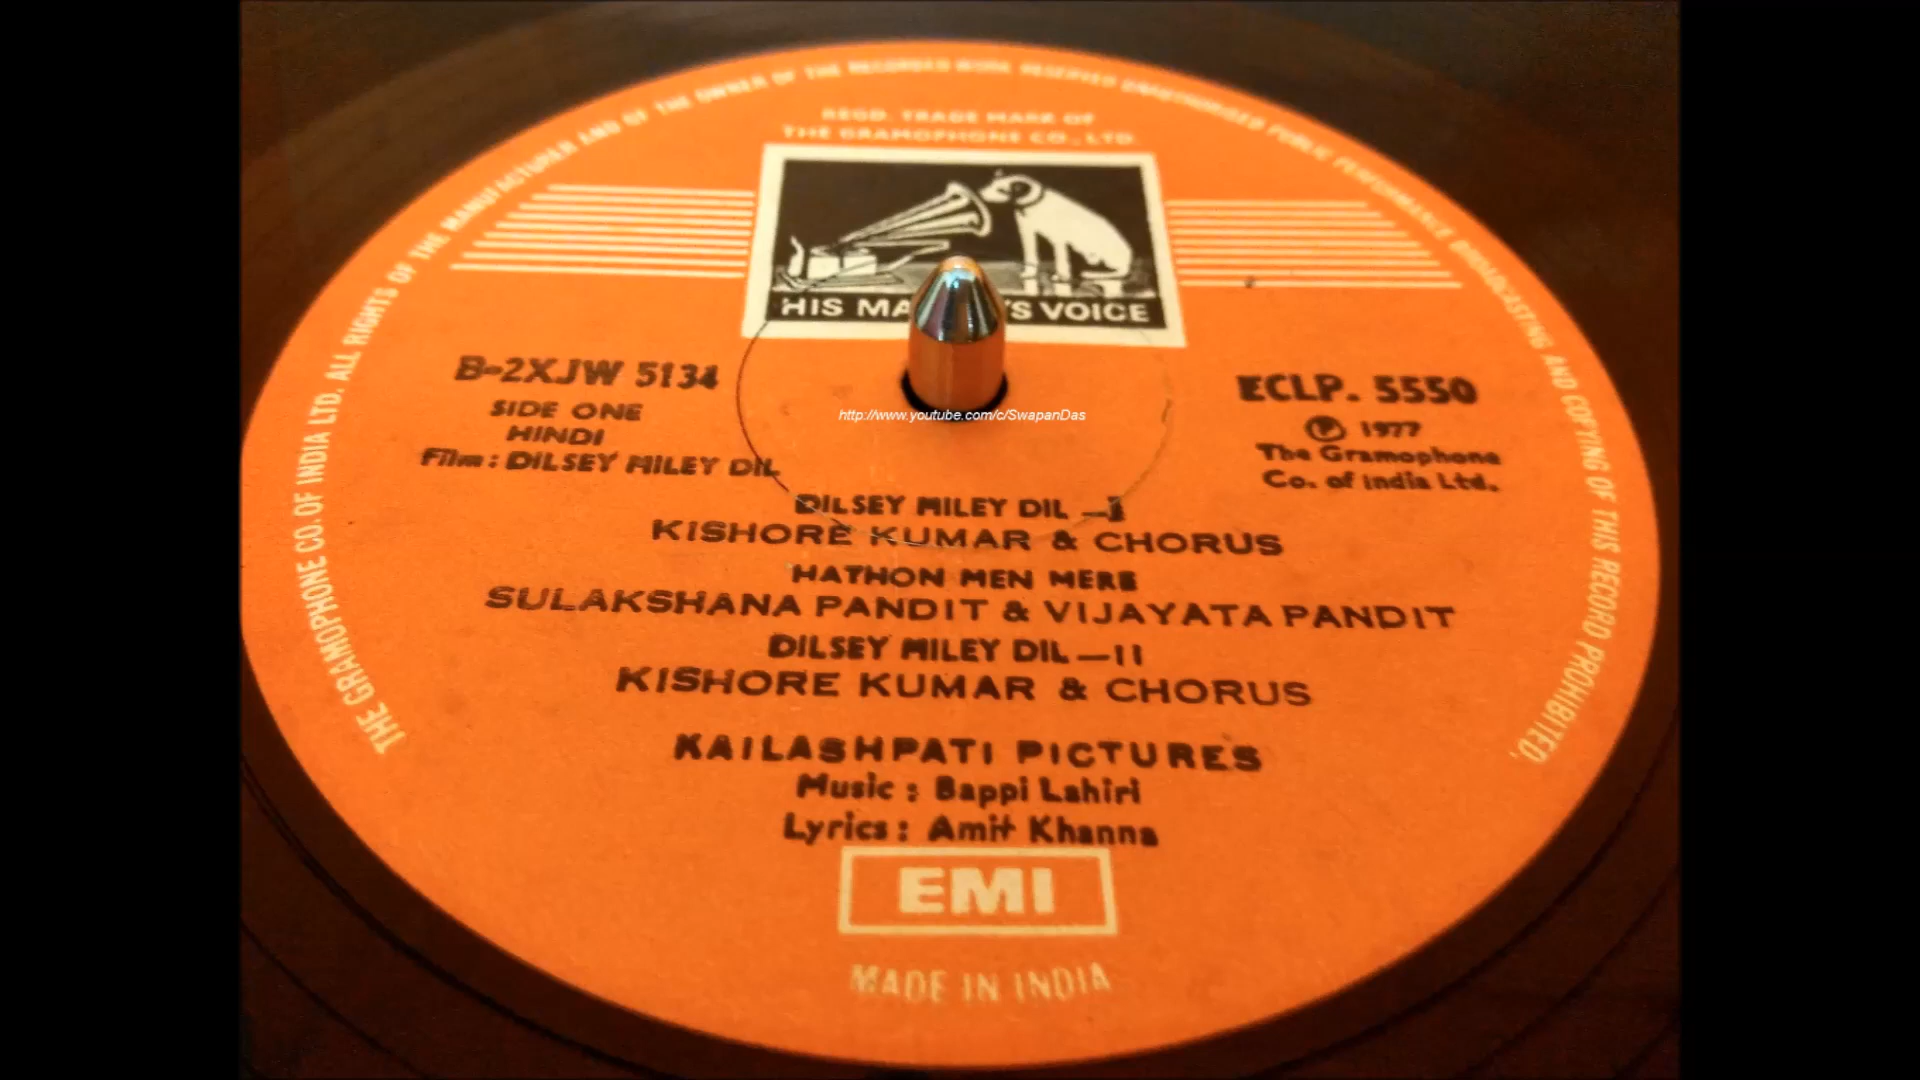 THE GRAMOPHONE CO. OF INDIA LTD. ALL RIGHTS OF THE MANUFACTURER AND OF THE OWNER OF THE RECORDED WORK RESERVED UNAUTHORISED PUBLIC PERFORMANCE BROADCASTING AND COPYING OF THIS RECORD PROHIBITED.
REGD. TRADE MARK OF
THE GRAMOPHONE CO., LTD.
HIS MA 'S VOICE
B-2XJW 5134
SIDE ONE
HINDI
Film : DILSEY MILEY DIL
ECLP. 5550
Ⓟ 1977
The Gramophone
Co. of India Ltd.
http://www.youtube.com/c/SwapanDas
DILSEY MILEY DIL —I
KISHORE KUMAR & CHORUS
HATHON MEN MERE
SULAKSHANA PANDIT & VIJAYATA PANDIT
DILSEY MILEY DIL —II
KISHORE KUMAR & CHORUS
KAILASHPATI PICTURES
Music : Bappi Lahiri
Lyrics : Amit Khanna
EMI
MADE IN INDIA